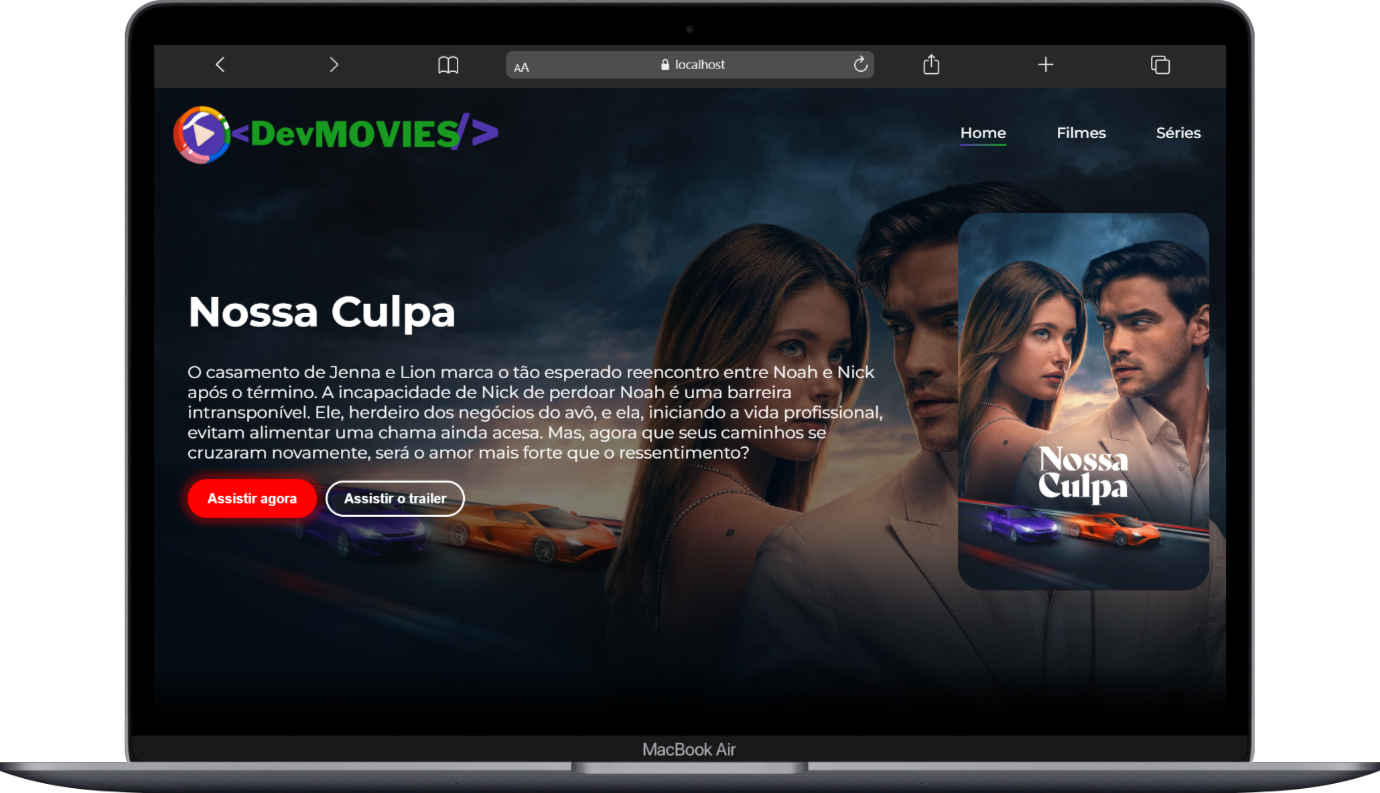 AA
localhost
<DevMOVIES/>
Home
Filmes
Séries
Nossa Culpa
O casamento de Jenna e Lion marca o tão esperado reencontro entre Noah e Nick
após o término. A incapacidade de Nick de perdoar Noah é uma barreira
intransponível. Ele, herdeiro dos negócios do avô, e ela, iniciando a vida profissional,
evitam alimentar uma chama ainda acesa. Mas, agora que seus caminhos se
cruzaram novamente, será o amor mais forte que o ressentimento?
Assistir agora
Assistir o trailer
Nossa
Culpa
MacBook Air